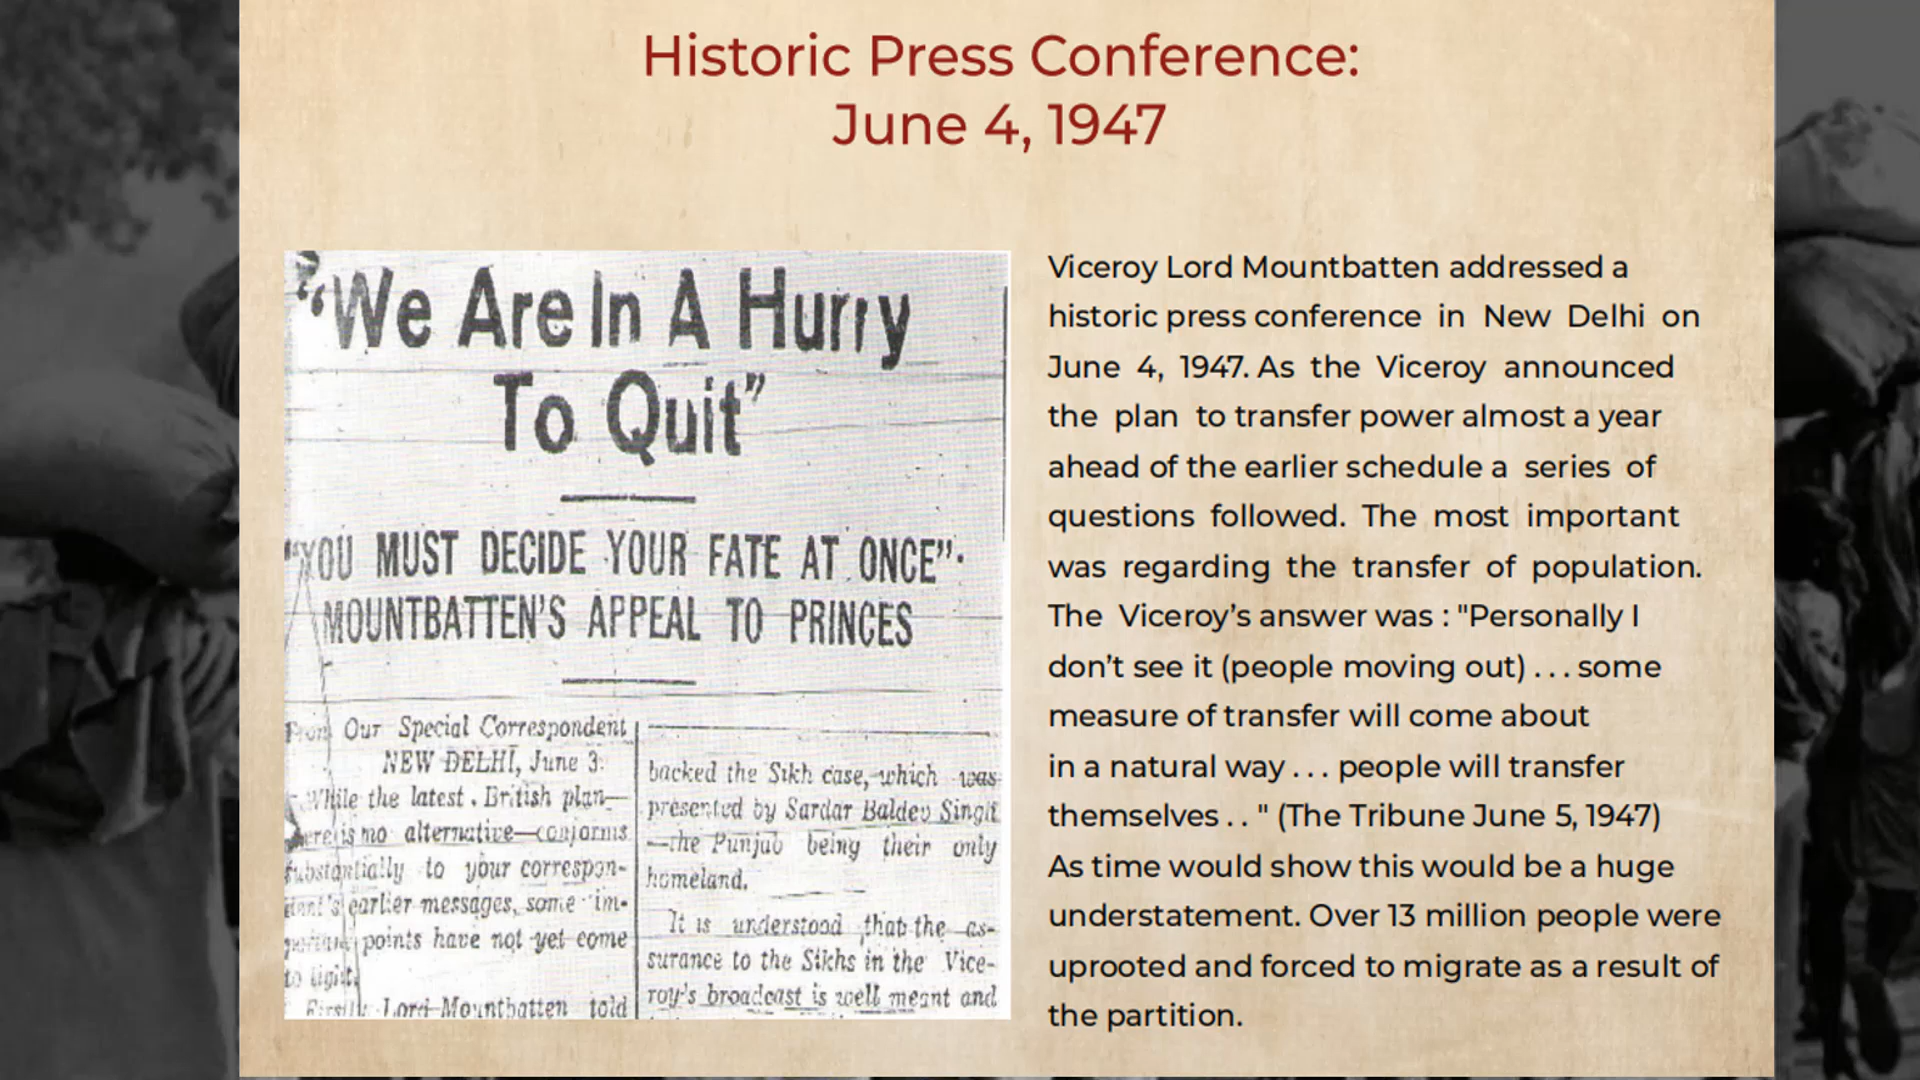 Historic Press Conference:
June 4, 1947
"We Are In A Hurry
To Quit"
"YOU MUST DECIDE YOUR FATE AT ONCE".
MOUNTBATTEN'S APPEAL TO PRINCES
From Our Special Correspondent
NEW DELHI, June 3.
While the latest British plan—
there is no alternative—conforms
substantially to your correspon-
dent's earlier messages, some im-
points have not yet come
to light.
Firstly Lord Mountbatten told
backed the Sikh case, which was
presented by Sardar Baldev Singh
—the Punjab being their only
homeland.
It is understood that the as-
surance to the Sikhs in the Vice-
roy's broadcast is well meant and
Viceroy Lord Mountbatten addressed a
historic press conference in New Delhi on
June 4, 1947. As the Viceroy announced
the plan to transfer power almost a year
ahead of the earlier schedule a series of
questions followed. The most important
was regarding the transfer of population.
The Viceroy’s answer was : "Personally I
don’t see it (people moving out) . . . some
measure of transfer will come about
in a natural way . . . people will transfer
themselves . . " (The Tribune June 5, 1947)
As time would show this would be a huge
understatement. Over 13 million people were
uprooted and forced to migrate as a result of
the partition.